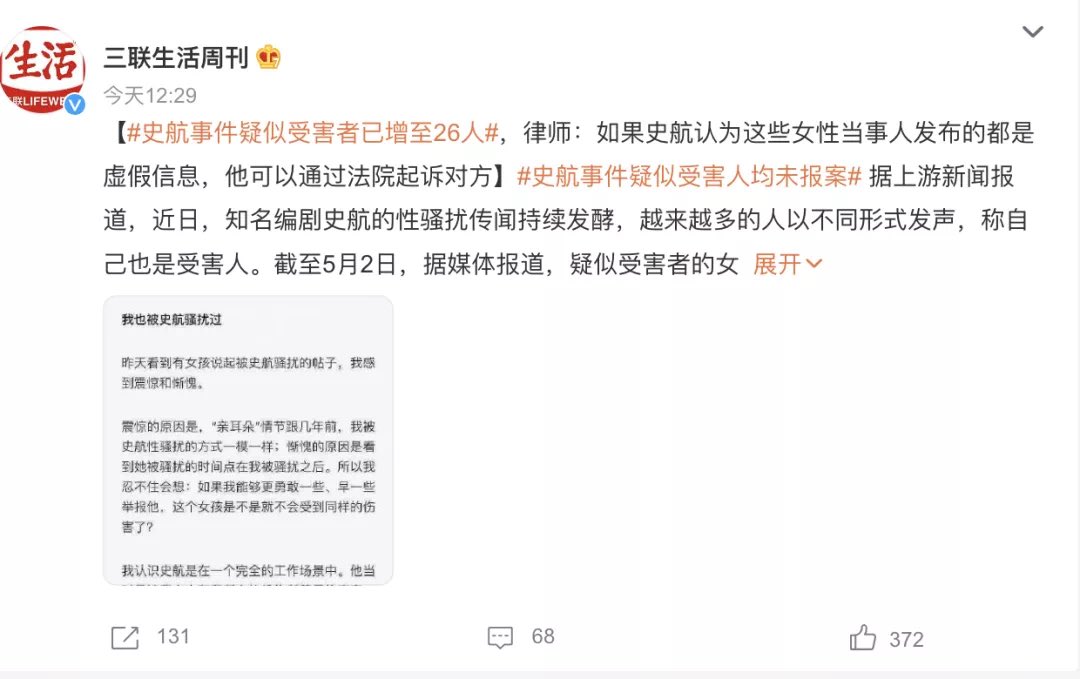 生活
三联生活周刊
联LIFEWE
今天12:29
【#史航事件疑似受害者已增至26人#，律师：如果史航认为这些女性当事人发布的都是
虚假信息，他可以通过法院起诉对方】#史航事件疑似受害人均未报案# 据上游新闻报
道，近日，知名编剧史航的性骚扰传闻持续发酵，越来越多的人以不同形式发声，称自
己也是受害人。截至5月2日，据媒体报道，疑似受害者的女 展开
我也被史航骚扰过
昨天看到有女孩说起被史航骚扰的帖子，我感
到震惊和惭愧。
震惊的原因是，“亲耳朵”情节跟几年前，我被
史航性骚扰的方式一模一样；惭愧的原因是看
到她被骚扰的时间点在我被骚扰之后。所以我
忍不住会想：如果我能够更勇敢一些、早一些
举报他，这个女孩是不是就不会受到同样的伤
害了？
我认识史航是在一个完全的工作场景中。他当
131
68
372